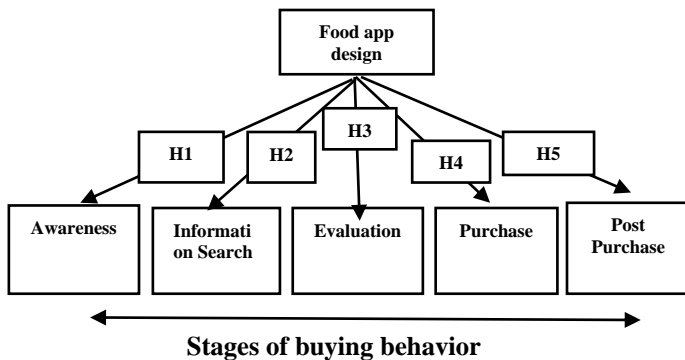 Food app
design
H1
H2
H3
H4
H5
Awareness
Informati
on Search
Evaluation
Purchase
Post
Purchase
Stages of buying behavior